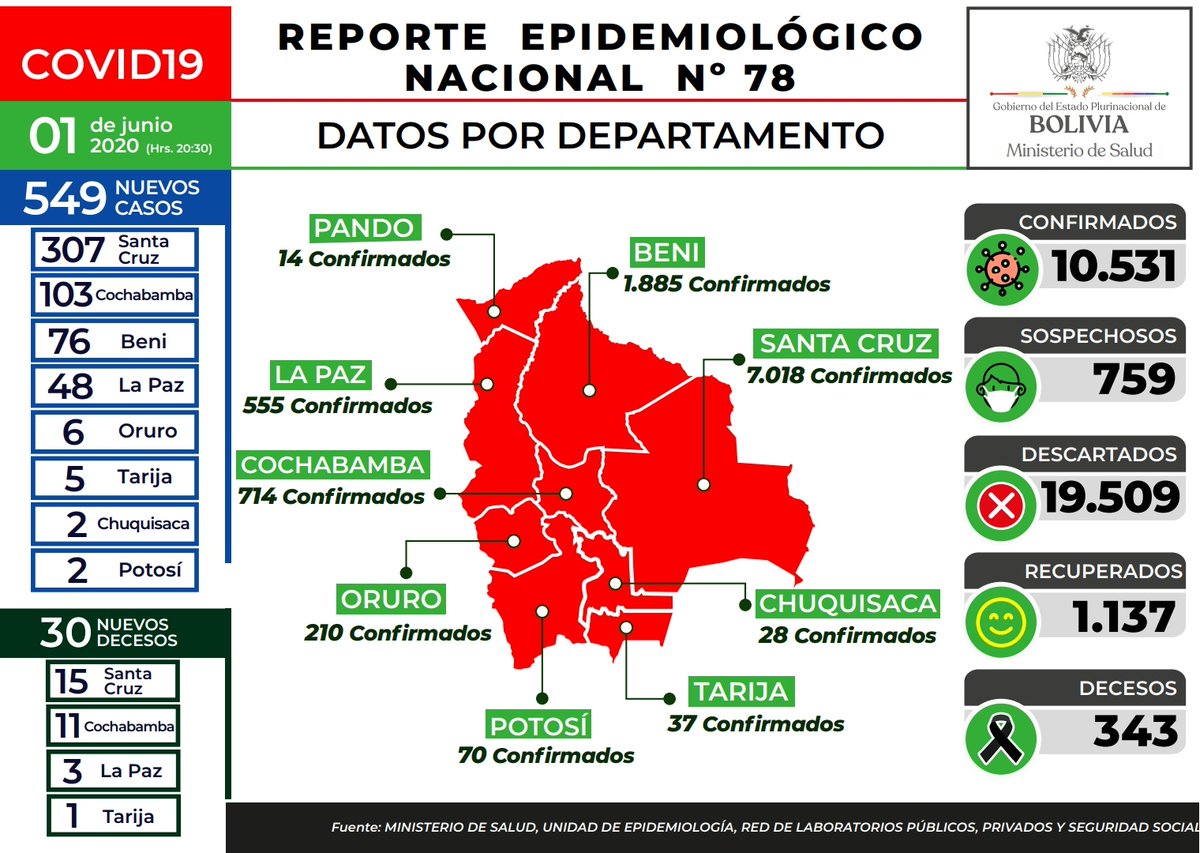 COVID19
REPORTE EPIDEMIOLÓGICO
NACIONAL Nº 78
Gobierno del Estado Plurinacional de
BOLIVIA
Ministerio de Salud
01 de junio
2020 (Hrs. 20:30)
DATOS POR DEPARTAMENTO
549 NUEVOS
CASOS
307 Santa
Cruz
103 Cochabamba
76 Beni
48 La Paz
6 Oruro
5 Tarija
2 Chuquisaca
2 Potosí
30 NUEVOS
DECESOS
15 Santa
Cruz
11 Cochabamba
3 La Paz
1 Tarija
PANDO
14 Confirmados
BENI
1.885 Confirmados
SANTA CRUZ
7.018 Confirmados
LA PAZ
555 Confirmados
COCHABAMBA
714 Confirmados
ORURO
210 Confirmados
CHUQUISACA
28 Confirmados
TARIJA
37 Confirmados
POTOSÍ
70 Confirmados
CONFIRMADOS
10.531
SOSPECHOSOS
759
DESCARTADOS
19.509
RECUPERADOS
1.137
DECESOS
343
Fuente: MINISTERIO DE SALUD, UNIDAD DE EPIDEMIOLOGÍA, RED DE LABORATORIOS PÚBLICOS, PRIVADOS Y SEGURIDAD SOCIAL